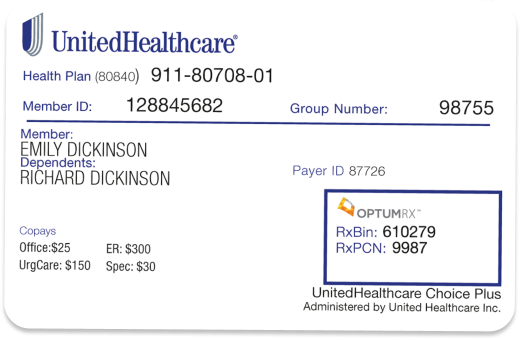 UnitedHealthcare®
Health Plan (80840) 911-80708-01
Member ID: 128845682 Group Number: 98755
Member:
EMILY DICKINSON
Dependents:
RICHARD DICKINSON
Payer ID 87726
OPTUMRX™
RxBin: 610279
RxPCN: 9987
Copays
Office:$25 ER: $300
UrgCare: $150 Spec: $30
UnitedHealthcare Choice Plus
Administered by United Healthcare Inc.